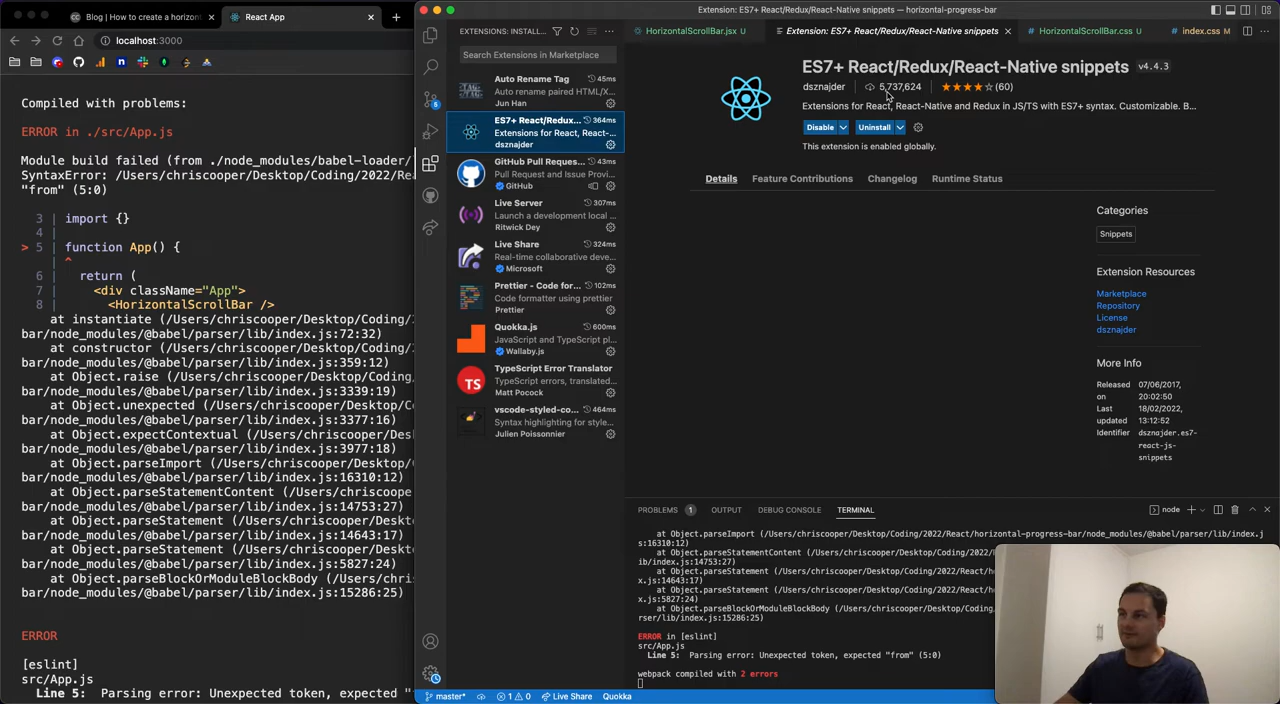 Blog | How to create a horizon
React App
localhost:3000
Compiled with problems:
ERROR in ./src/App.js
Module build failed (from ./node_modules/babel-loader/
SyntaxError: /Users/chriscooper/Desktop/Coding/2022/Rea
"from" (5:0)
3 | import {}
4 |
> 5 | function App() {
| ^
6 | return (
7 | <div className="App">
8 | <HorizontalScrollBar />
at instantiate (/Users/chriscooper/Desktop/Coding/
bar/node_modules/@babel/parser/lib/index.js:72:32)
at constructor (/Users/chriscooper/Desktop/Coding/
bar/node_modules/@babel/parser/lib/index.js:359:12)
at Object.raise (/Users/chriscooper/Desktop/Coding
bar/node_modules/@babel/parser/lib/index.js:3339:19)
at Object.unexpected (/Users/chriscooper/Desktop/C
bar/node_modules/@babel/parser/lib/index.js:3377:16)
at Object.expectContextual (/Users/chriscooper/Des
bar/node_modules/@babel/parser/lib/index.js:3977:18)
at Object.parseImport (/Users/chriscooper/Desktop/
bar/node_modules/@babel/parser/lib/index.js:16310:12)
at Object.parseStatementContent (/Users/chriscoope
bar/node_modules/@babel/parser/lib/index.js:14753:27)
at Object.parseStatement (/Users/chriscooper/Deskt
bar/node_modules/@babel/parser/lib/index.js:14643:17)
at Object.parseStatement (/Users/chriscooper/Deskt
bar/node_modules/@babel/parser/lib/index.js:5827:24)
at Object.parseBlockOrModuleBlockBody (/Users/chri
bar/node_modules/@babel/parser/lib/index.js:15286:25)
ERROR
[eslint]
src/App.js
Line 5: Parsing error: Unexpected token, expected "
Extension: ES7+ React/Redux/React-Native snippets — horizontal-progress-bar
EXTENSIONS: INSTALL...
Search Extensions in Marketplace
Auto Rename Tag 45ms
Auto rename paired HTML/X...
Jun Han
ES7+ React/Redux... 364ms
Extensions for React, React-...
dsznajder
GitHub Pull Reque... 43ms
Pull Request and Issue Provi...
GitHub
Live Server 307ms
Launch a development local ...
Ritwick Dey
Live Share 324ms
Real-time collaborative deve...
Microsoft
Prettier - Code for... 102ms
Code formatter using prettier
Prettier
Quokka.js 600ms
JavaScript and TypeScript pl...
Wallaby.js
TypeScript Error Translator
TypeScript errors, translated...
Matt Pocock
vscode-styled-co... 464ms
Syntax highlighting for style...
Julien Poissonnier
HorizontalScrollBar.jsx U
Extension: ES7+ React/Redux/React-Native snippets
HorizontalScrollBar.css U
index.css M
ES7+ React/Redux/React-Native snippets v4.4.3
dsznajder 5,737,624 (60)
Extensions for React, React-Native and Redux in JS/TS with ES7+ syntax. Customizable. B...
Disable Uninstall
This extension is enabled globally.
Details Feature Contributions Changelog Runtime Status
Categories
Snippets
Extension Resources
Marketplace
Repository
License
dsznajder
More Info
Released 07/06/2017,
on 20:02:50
Last 18/02/2022,
updated 13:12:52
Identifier dsznajder.es7-
react-js-
snippets
PROBLEMS 1 OUTPUT DEBUG CONSOLE TERMINAL node
at Object.parseImport (/Users/chriscooper/Desktop/Coding/2022/React/horizontal-progress-bar/node_modules/@babel/parser/lib/index.j
s:16310:12)
at Object.parseStatementContent (/Users/chriscooper/Desktop/Coding/2022/
ib/index.js:14753:27)
at Object.parseStatement (/Users/chriscooper/Desktop/Coding/2022/
x.js:14643:17)
at Object.parseStatement (/Users/chriscooper/Desktop/Coding/2022/
x.js:5827:24)
at Object.parseBlockOrModuleBlockBody (/Users/chriscooper/Desktop/Coding
rser/lib/index.js:15286:25)
ERROR in [eslint]
src/App.js
Line 5: Parsing error: Unexpected token, expected "from" (5:0)
webpack compiled with 2 errors
master* 1 0 Live Share Quokka